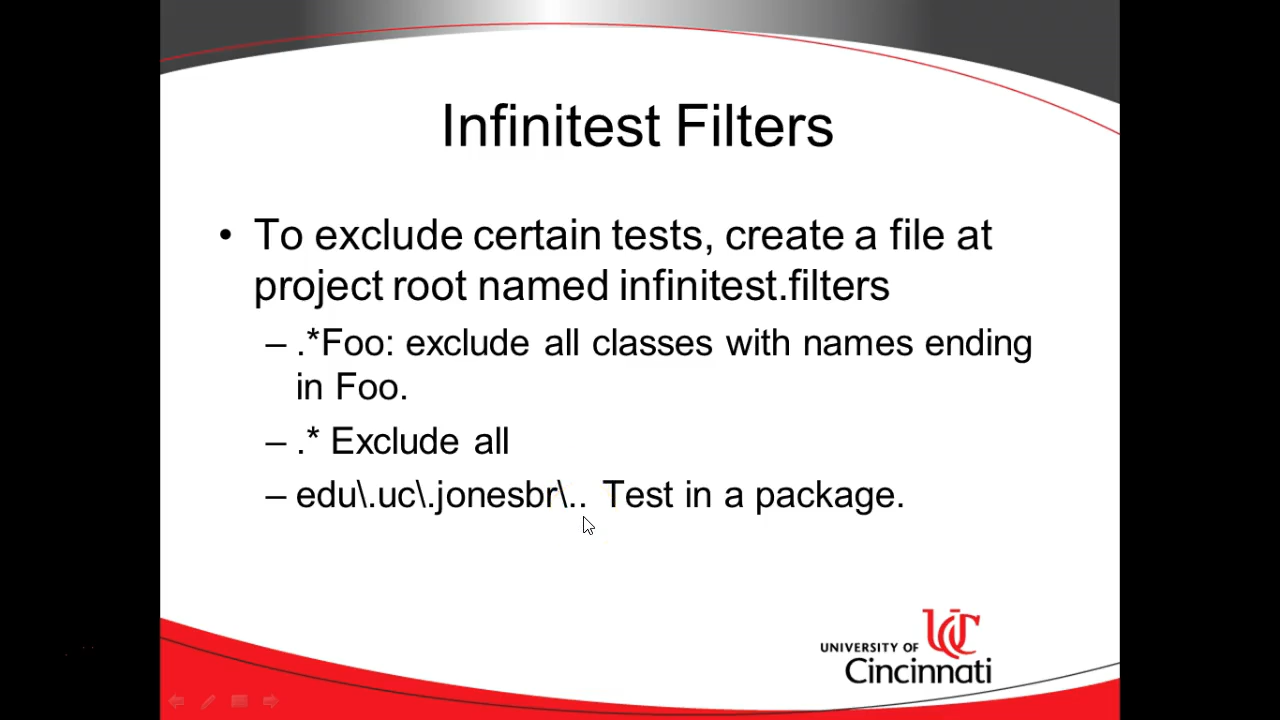 Infinitest Filters
• To exclude certain tests, create a file at
project root named infinitest.filters
– .*Foo: exclude all classes with names ending
in Foo.
– .* Exclude all
– edu\.uc\.jonesbr\.. Test in a package.
UC
UNIVERSITY OF
Cincinnati